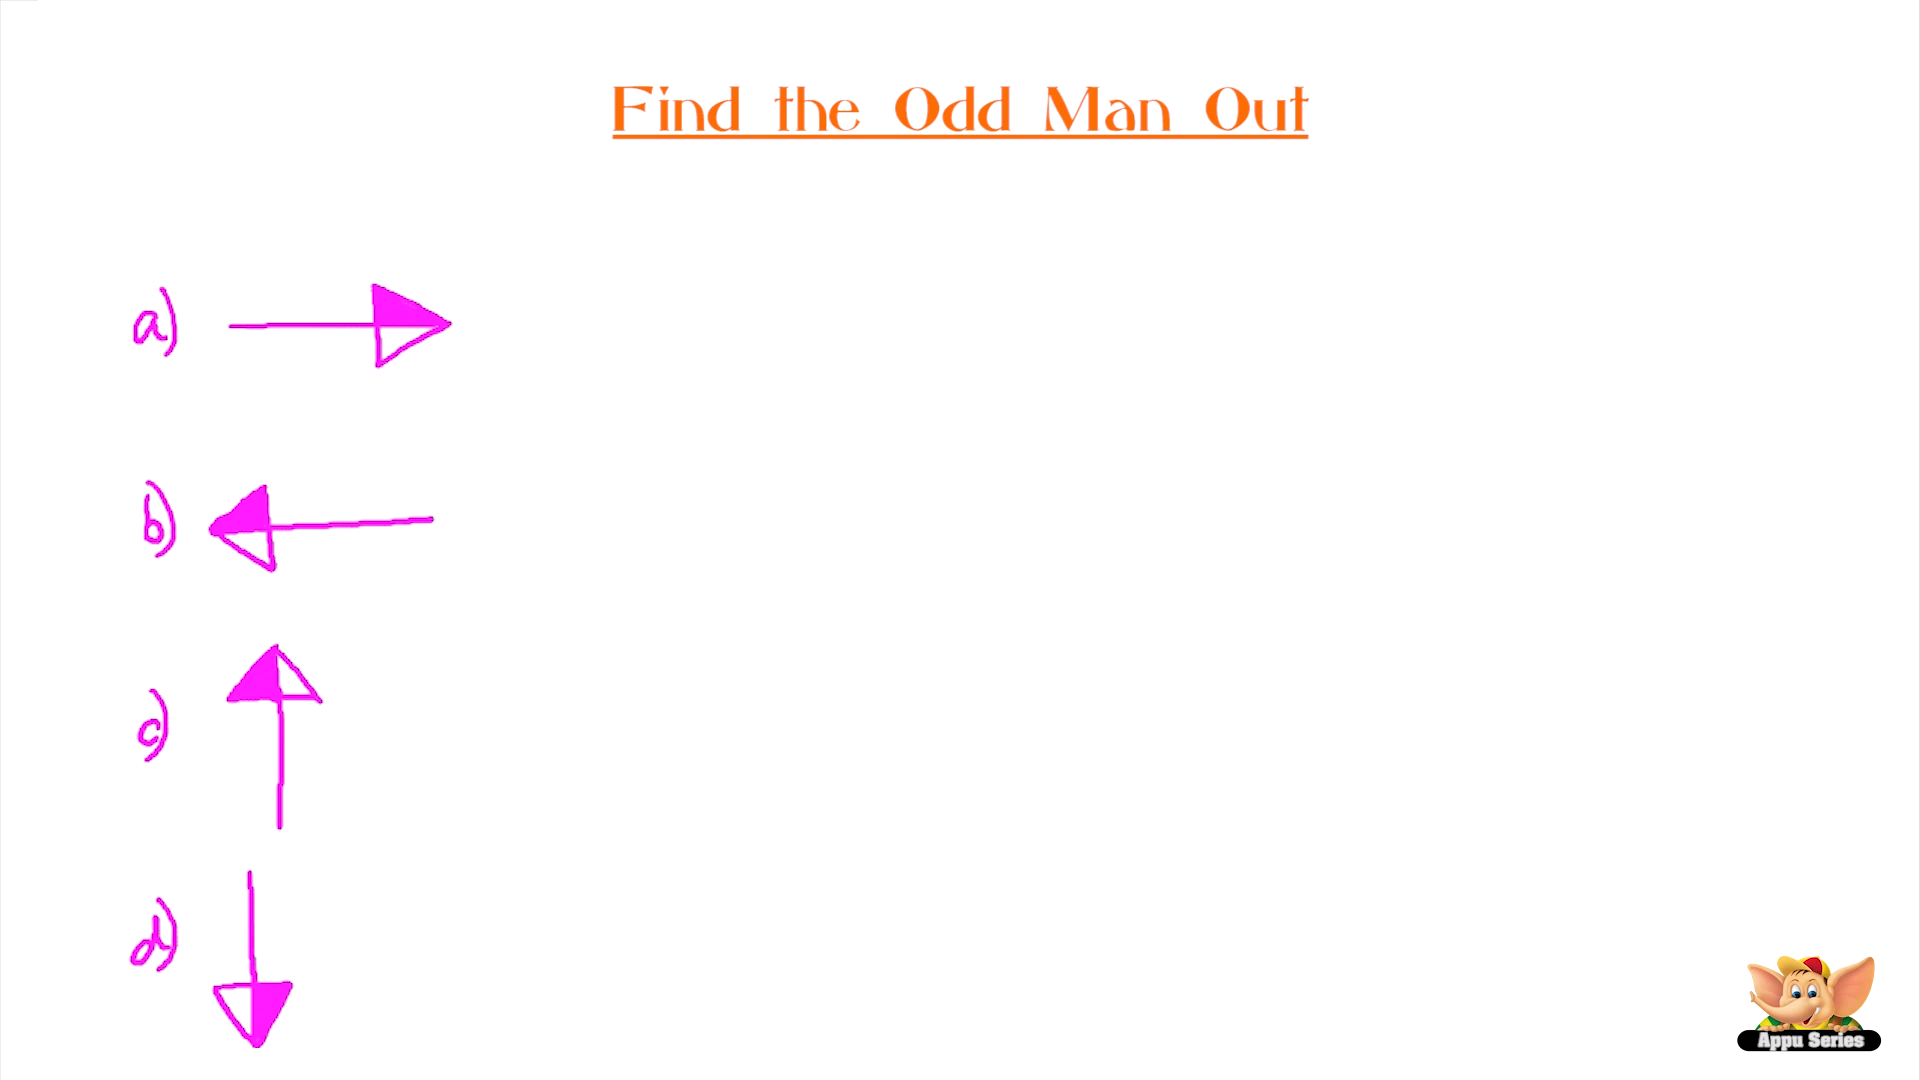 Find the Odd Man Out
a)
b)
c)
d)
Appu Series